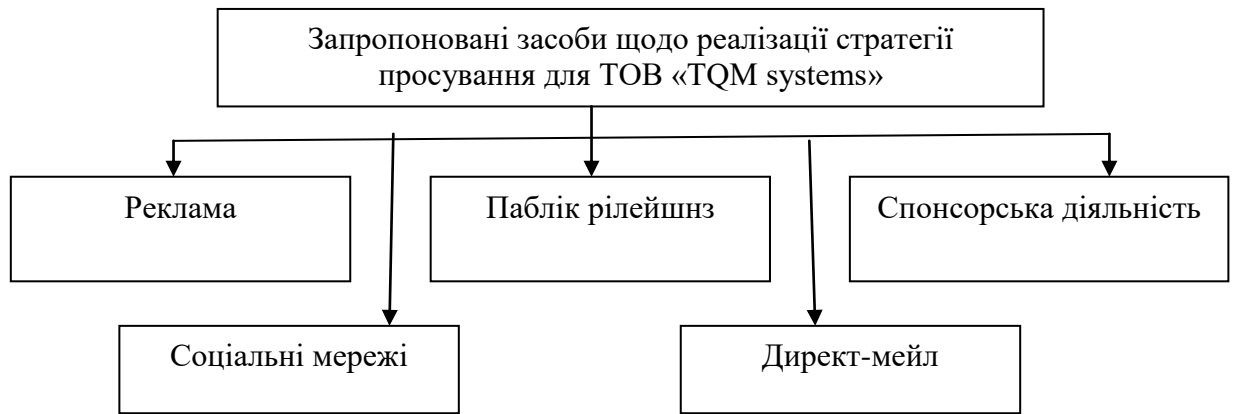 Запропоновані засоби щодо реалізації стратегії
просування для ТОВ «TQM systems»
Реклама
Паблік рілейшнз
Спонсорська діяльність
Соціальні мережі
Директ-мейл